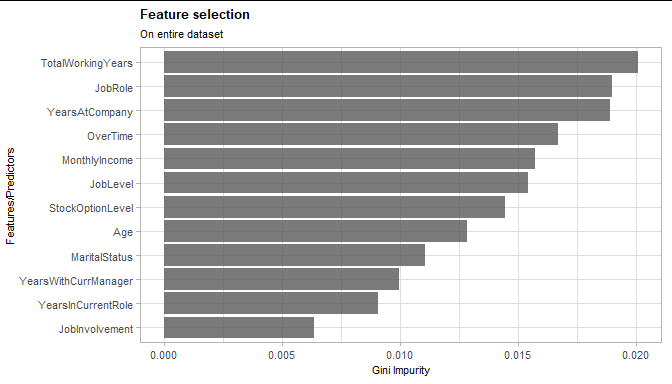 Feature selection
On entire dataset
Features/Predictors
TotalWorkingYears
JobRole
YearsAtCompany
OverTime
MonthlyIncome
JobLevel
StockOptionLevel
Age
MaritalStatus
YearsWithCurrManager
YearsInCurrentRole
JobInvolvement
0.000 0.005 0.010 0.015 0.020
Gini Impurity